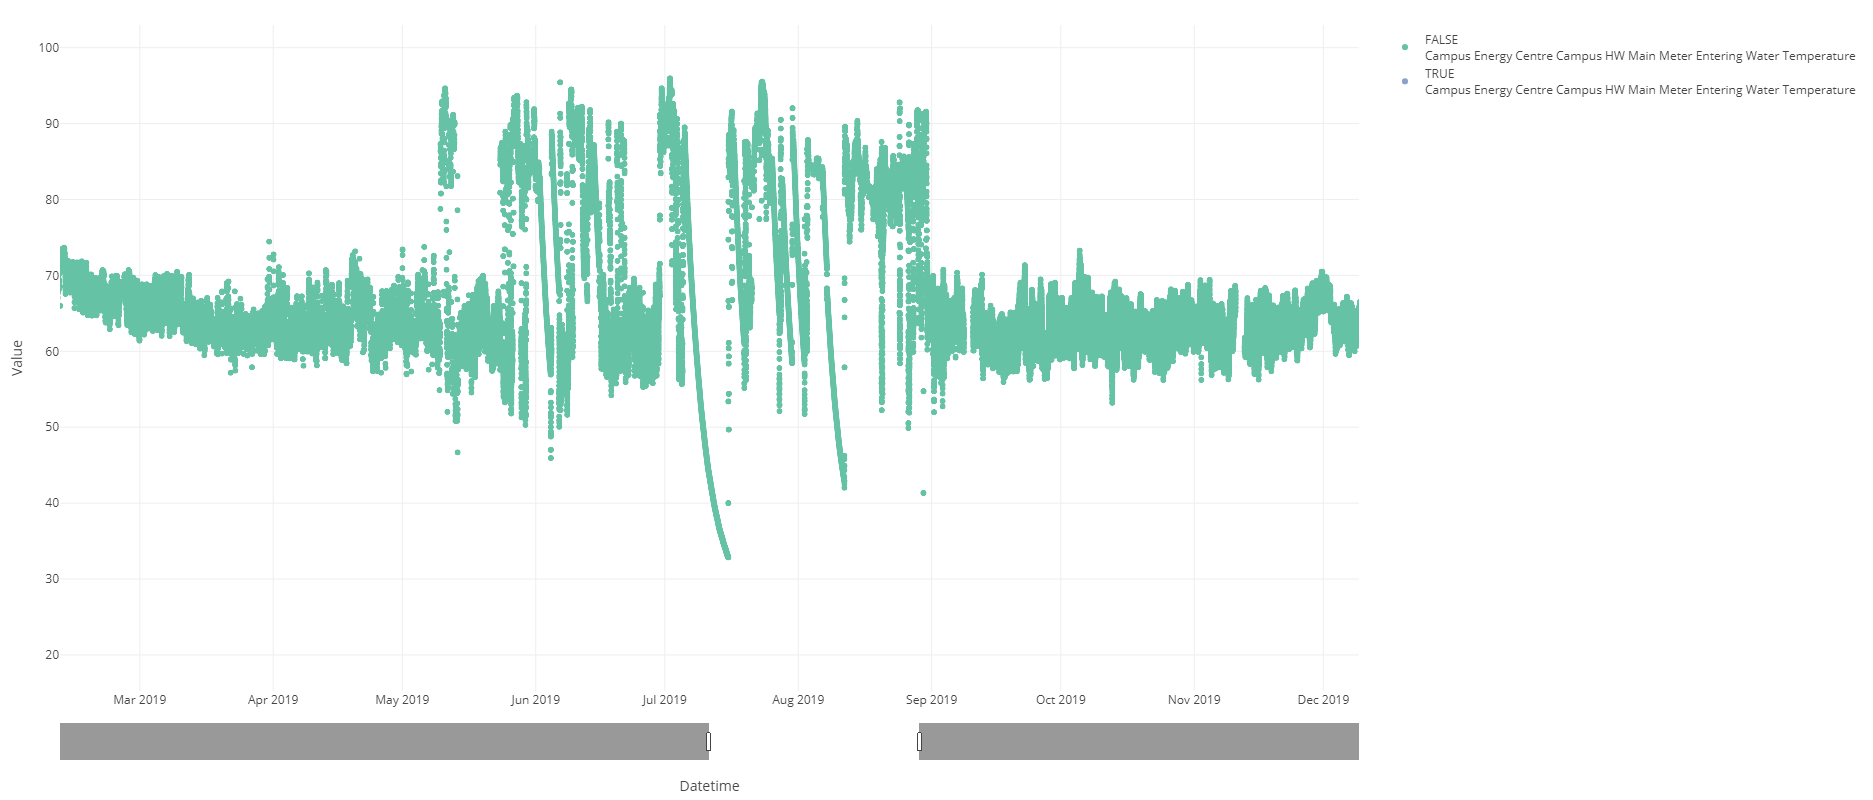 100
90
80
70
60
50
40
30
20
Value
Mar 2019
Apr 2019
May 2019
Jun 2019
Jul 2019
Aug 2019
Sep 2019
Oct 2019
Nov 2019
Dec 2019
Datetime
FALSE
Campus Energy Centre Campus HW Main Meter Entering Water Temperature
TRUE
Campus Energy Centre Campus HW Main Meter Entering Water Temperature